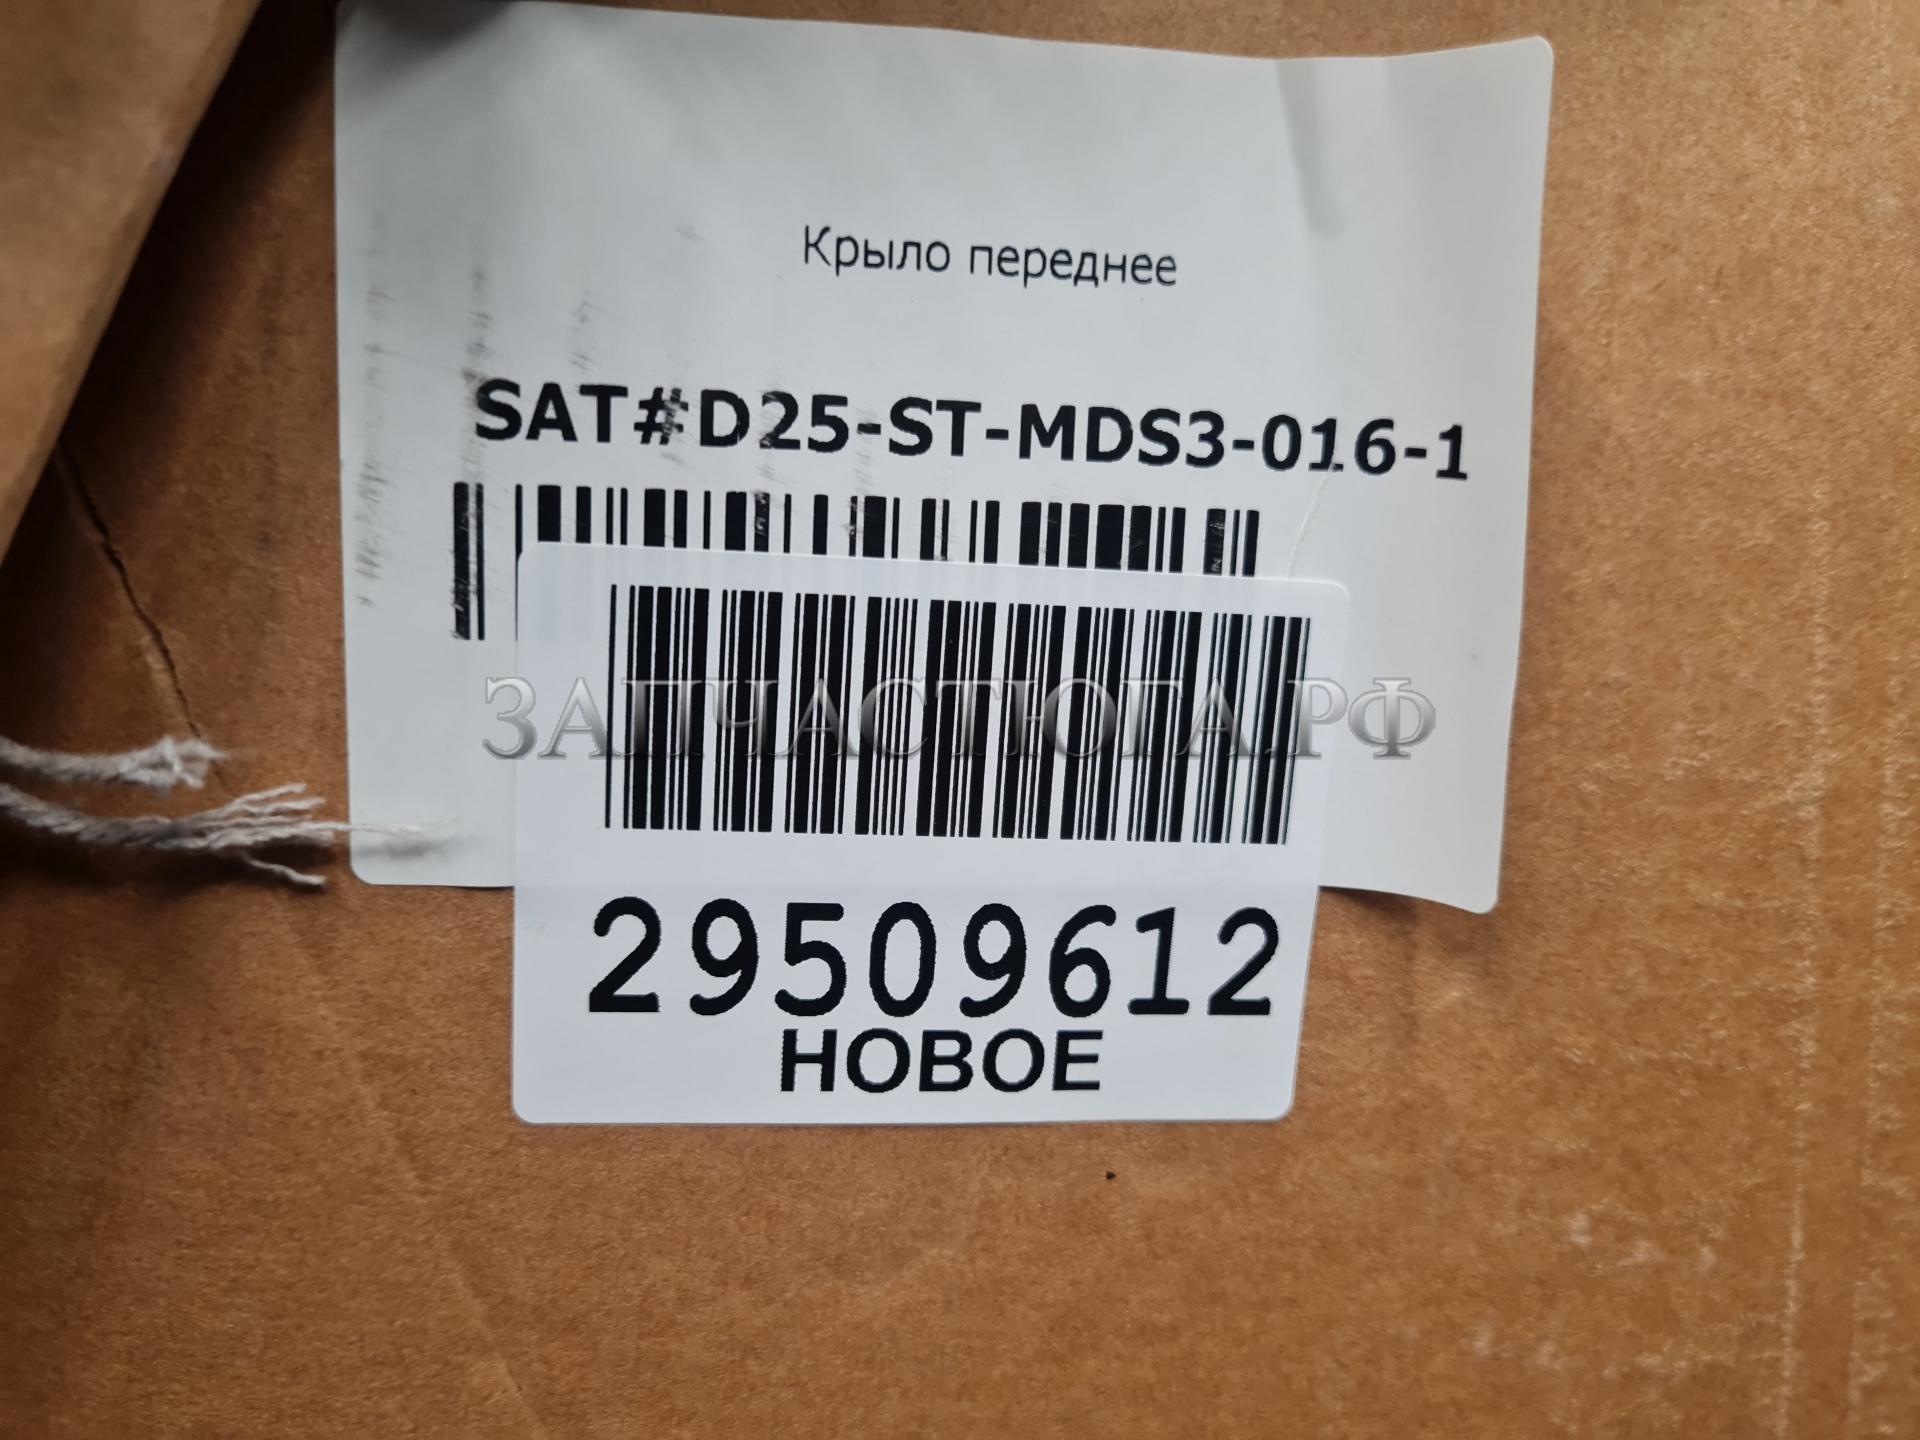 Крыло переднее
SAT#D25-ST-MDS3-016-1
ЗАПЧАСТЮГА.РФ
29509612
НОВОЕ